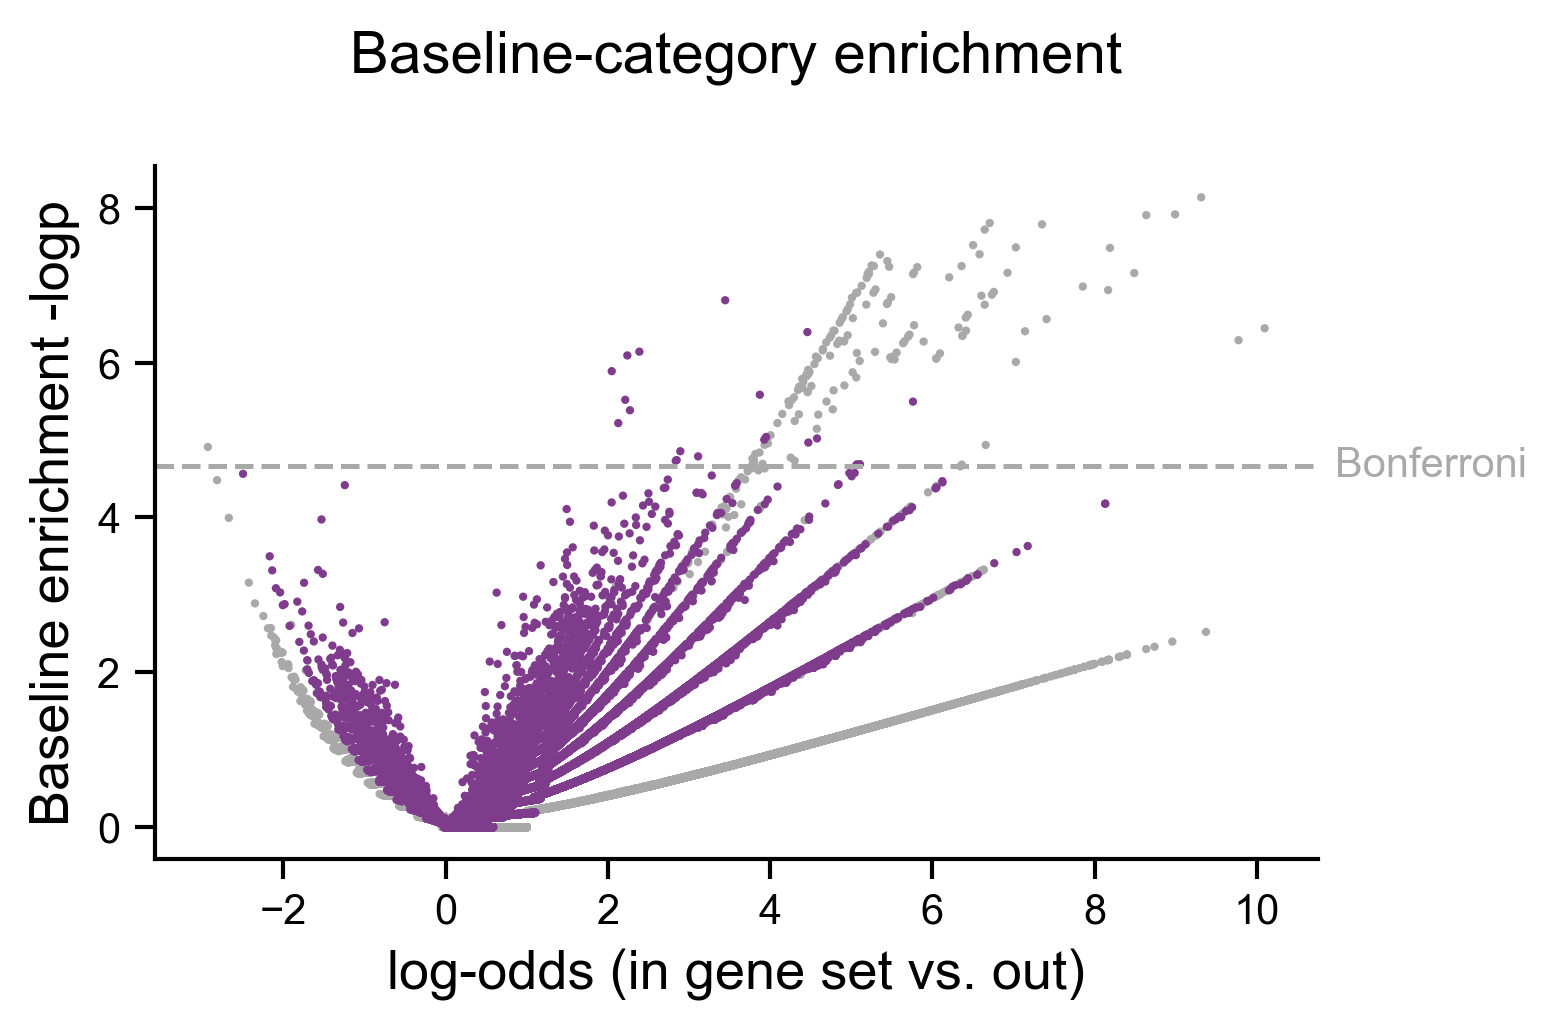 Baseline-category enrichment
Baseline enrichment -logp
8
6
4
2
0
Bonferroni
−2 0 2 4 6 8 10
log-odds (in gene set vs. out)